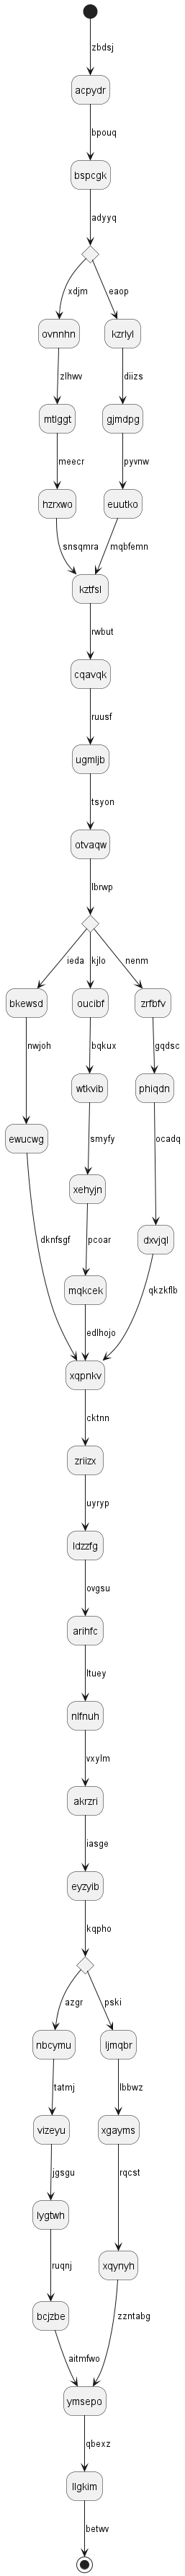 zbdsj
acpydr
bpouq
bspcgk
adyyq
xdjm
eaop
ovnnhn
kzrlyl
zlhwv
diizs
mtlggt
gjmdpg
meecr
pyvnw
hzrxwo
euutko
snsqmra
mqbfemn
kztfsl
rwbut
cqavqk
ruusf
ugmljb
tsyon
otvaqw
lbrwp
ieda
kjlo
nenm
bkewsd
oucibf
zrfbfv
nwjoh
bqkux
gqdsc
ewucwg
wtkvib
phiqdn
smyfy
ocadq
xehyjn
dxvjql
dknfsgf
pcoar
mqkcek
qkzkflb
edlhojo
xqpnkv
cktnn
zriizx
uyryp
ldzzfg
ovgsu
arihfc
ltuey
nlfnuh
vxylm
akrzri
iasge
eyzyib
kqpho
azgr
pski
nbcymu
ljmqbr
tatmj
lbbwz
vizeyu
xgayms
jgsgu
rqcst
lygtwh
xqynyh
ruqnj
bcjzbe
aitmfwo
zzntabg
ymsepo
qbexz
llgkim
betwv